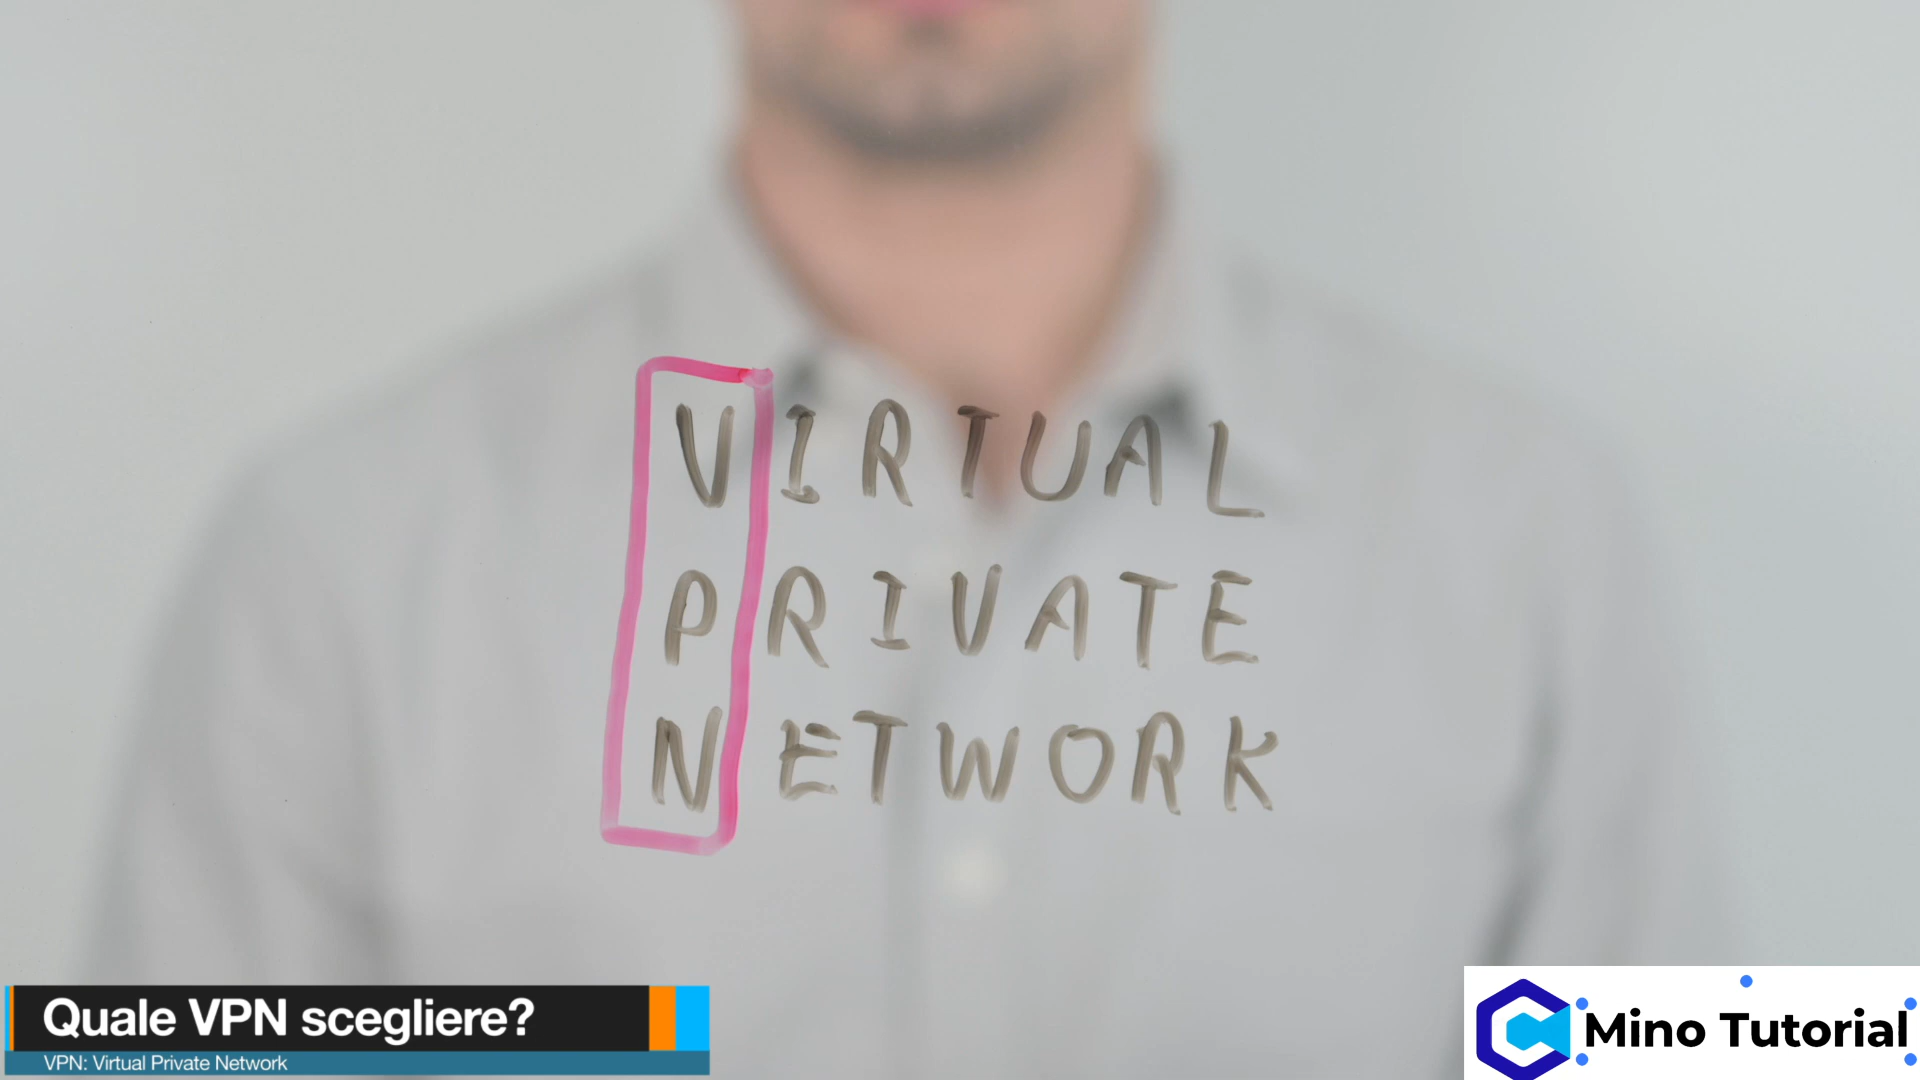 VIRTUAL
PRIVATE
NETWORK
Quale VPN scegliere?
VPN: Virtual Private Network
Mino Tutorial